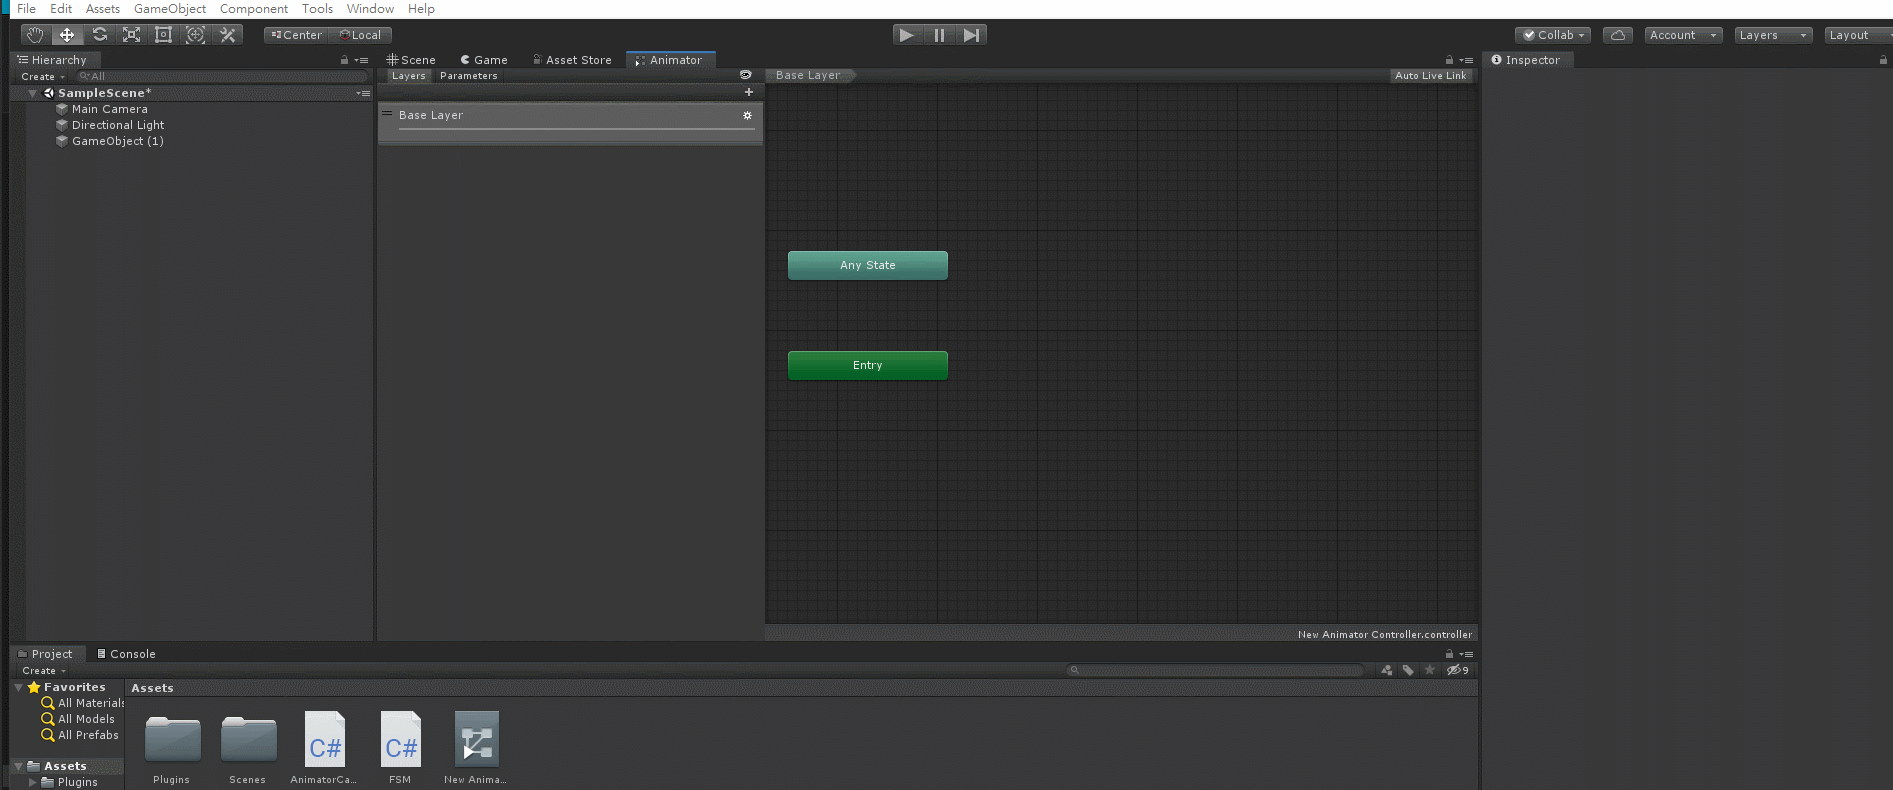 File Edit Assets GameObject Component Tools Window Help
Center Local Collab Account Layers Layout
Hierarchy Scene Game Asset Store Animator Inspector
Create All Layers Parameters Base Layer Auto Live Link
SampleScene*
Main Camera
Directional Light
GameObject (1)
Base Layer
Any State
Entry
New Animator Controller.controller
Project Console
Create 9
Favorites
All Materials
All Models
All Prefabs
Assets
Plugins
Assets
C# C#
Plugins Scenes AnimatorCa... FSM New Anima...